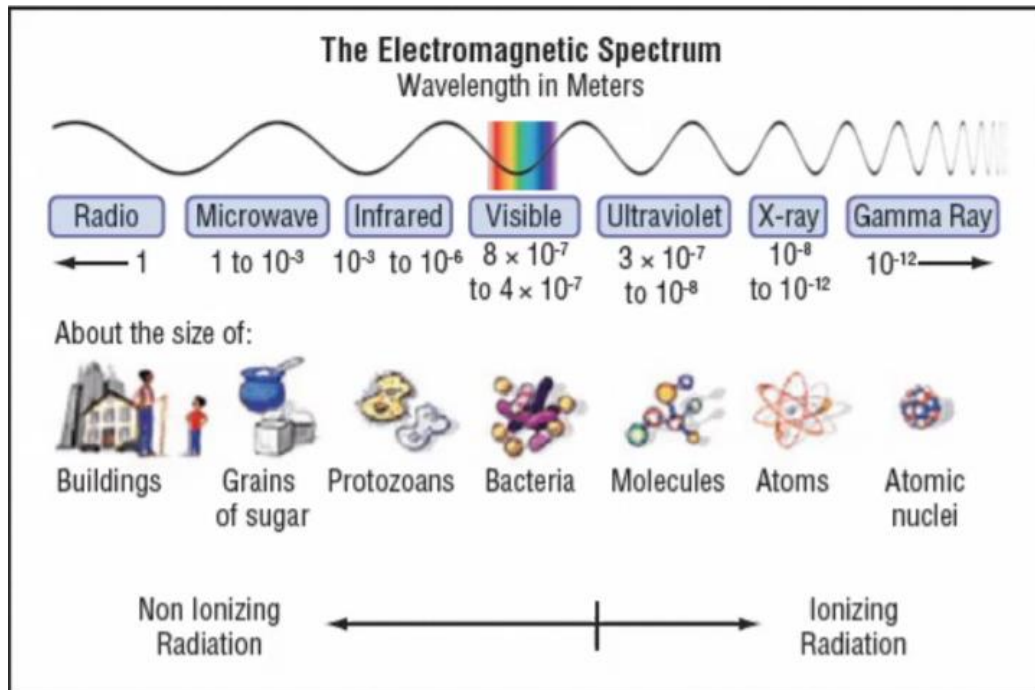 The Electromagnetic Spectrum
Wavelength in Meters
Radio Microwave Infrared Visible Ultraviolet X-ray Gamma Ray
1 1 to 10⁻³ 10⁻³ to 10⁻⁶ 8 × 10⁻⁷ 3 × 10⁻⁷ 10⁻⁸ 10⁻¹²
to 4 × 10⁻⁷ to 10⁻⁸ to 10⁻¹²
About the size of:
Buildings Grains Protozoans Bacteria Molecules Atoms Atomic
of sugar nuclei
Non Ionizing Ionizing
Radiation Radiation